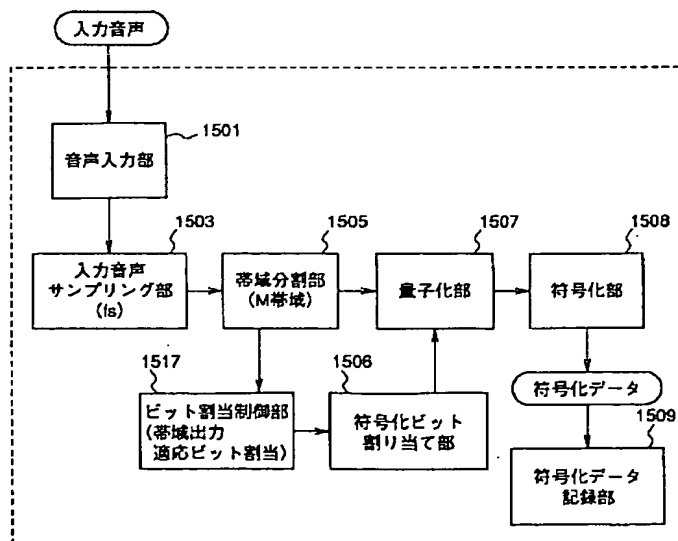 入力音声
1501
音声入力部
1503
入力音声
サンプリング部
(fs)
1505
帯域分割部
(M帯域)
1507
量子化部
1508
符号化部
1517
ビット割当制御部
(帯域出力
適応ビット割当)
1506
符号化ビット
割り当て部
符号化データ
1509
符号化データ
記録部